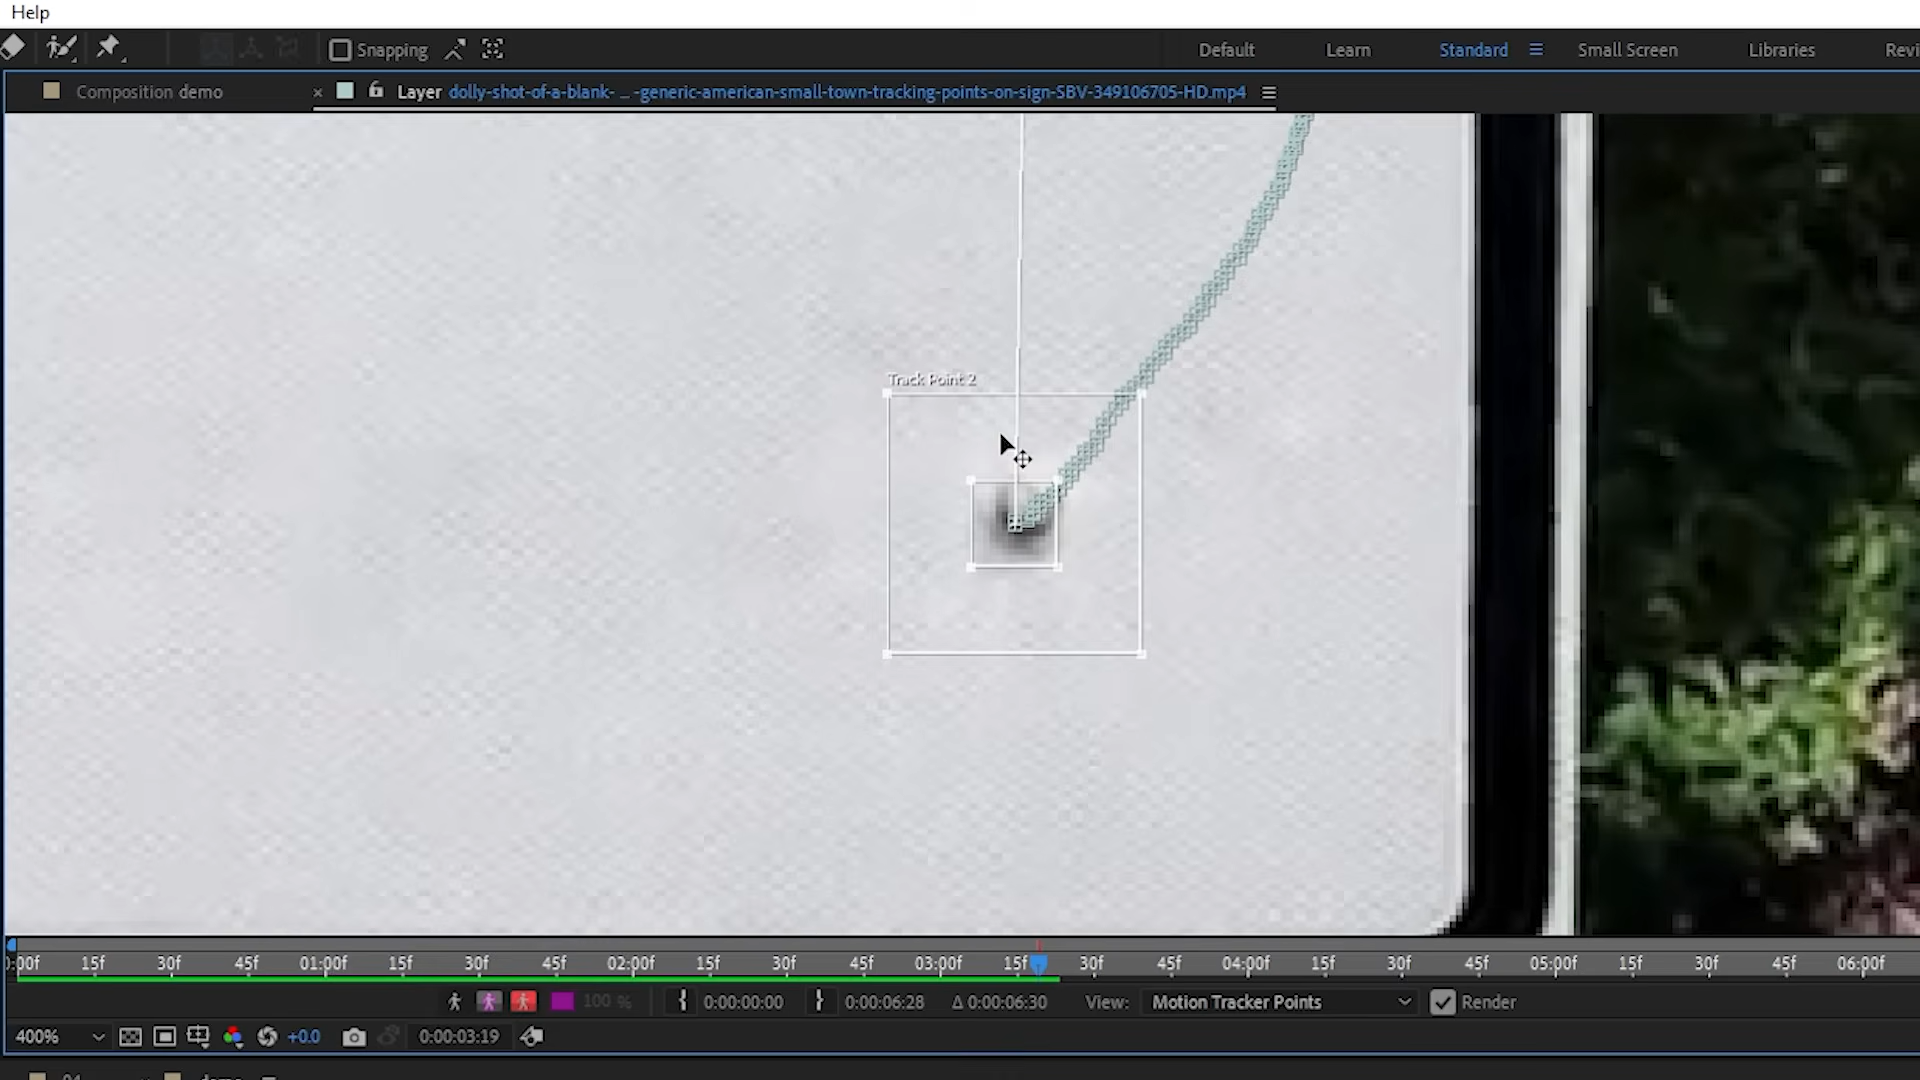 Help
Snapping
Default
Learn
Standard
Small Screen
Libraries
Revi
Composition demo
× Layer dolly-shot-of-a-blank- ... -generic-american-small-town-tracking-points-on-sign-SBV-349106705-HD.mp4
Track Point 2
:00f 15f 30f 45f 01:00f 15f 30f 45f 02:00f 15f 30f 45f 03:00f 15f 30f 45f 04:00f 15f 30f 45f 05:00f 15f 30f 45f 06:00f
100 % 0:00:00:00 0:00:06:28 Δ 0:00:06:30 View: Motion Tracker Points Render
400% +0.0 0:00:03:19